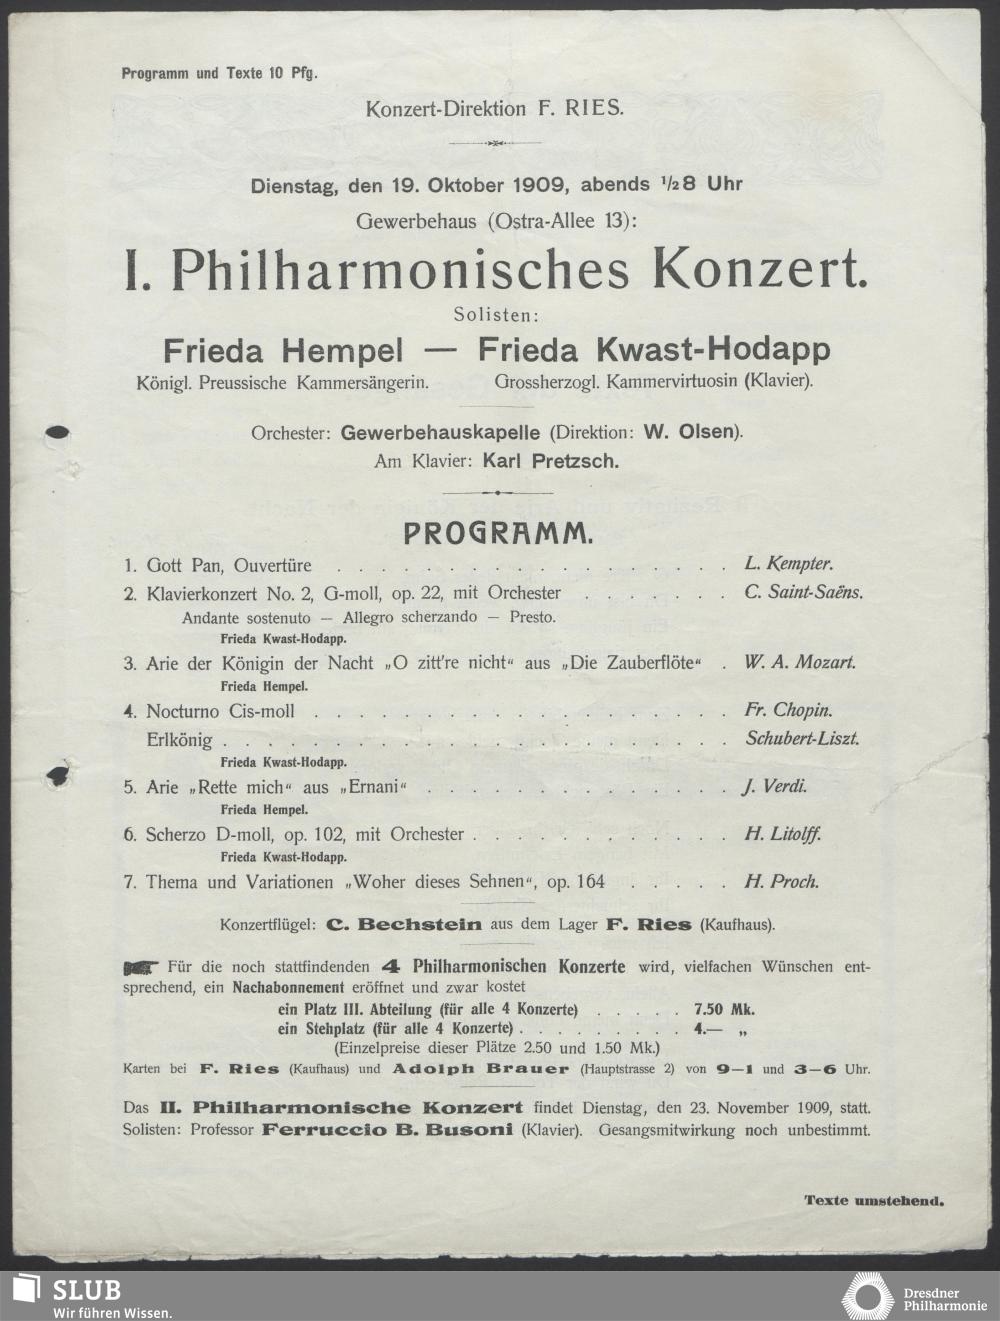 Programm und Texte 10 Pfg.
Konzert-Direktion F. RIES.
Dienstag, den 19. Oktober 1909, abends ½8 Uhr
Gewerbehaus (Ostra-Allee 13):
I. Philharmonisches Konzert.
Solisten:
Frieda Hempel — Frieda Kwast-Hodapp
Königl. Preussische Kammersängerin. Grossherzogl. Kammervirtuosin (Klavier).
Orchester: Gewerbehauskapelle (Direktion: W. Olsen).
Am Klavier: Karl Pretzsch.
PROGRAMM.
1. Gott Pan, Ouvertüre . . . . . . . . . . . . . . . . . . L. Kempter.
2. Klavierkonzert No. 2, G-moll, op. 22, mit Orchester . . . . . . . C. Saint-Saëns.
Andante sostenuto — Allegro scherzando — Presto.
Frieda Kwast-Hodapp.
3. Arie der Königin der Nacht „O zitt're nicht“ aus „Die Zauberflöte“ . W. A. Mozart.
Frieda Hempel.
4. Nocturno Cis-moll . . . . . . . . . . . . . . . . . . . Fr. Chopin.
Erlkönig . . . . . . . . . . . . . . . . . . . . . . . Schubert-Liszt.
Frieda Kwast-Hodapp.
5. Arie „Rette mich“ aus „Ernani“ . . . . . . . . . . . . . . J. Verdi.
Frieda Hempel.
6. Scherzo D-moll, op. 102, mit Orchester . . . . . . . . . . . . H. Litolff.
Frieda Kwast-Hodapp.
7. Thema und Variationen „Woher dieses Sehnen“, op. 164 . . . . . H. Proch.
Konzertflügel: C. Bechstein aus dem Lager F. Ries (Kaufhaus).
Für die noch stattfindenden 4 Philharmonischen Konzerte wird, vielfachen Wünschen ent-
sprechend, ein Nachabonnement eröffnet und zwar kostet
ein Platz III. Abteilung (für alle 4 Konzerte) . . . . . 7.50 Mk.
ein Stehplatz (für alle 4 Konzerte) . . . . . . . . . 4.— „
(Einzelpreise dieser Plätze 2.50 und 1.50 Mk.)
Karten bei F. Ries (Kaufhaus) und Adolph Brauer (Hauptstrasse 2) von 9—1 und 3—6 Uhr.
Das II. Philharmonische Konzert findet Dienstag, den 23. November 1909, statt.
Solisten: Professor Ferruccio B. Busoni (Klavier). Gesangsmitwirkung noch unbestimmt.
Texte umstehend.
SLUB
Wir führen Wissen.
Dresdner
Philharmonie